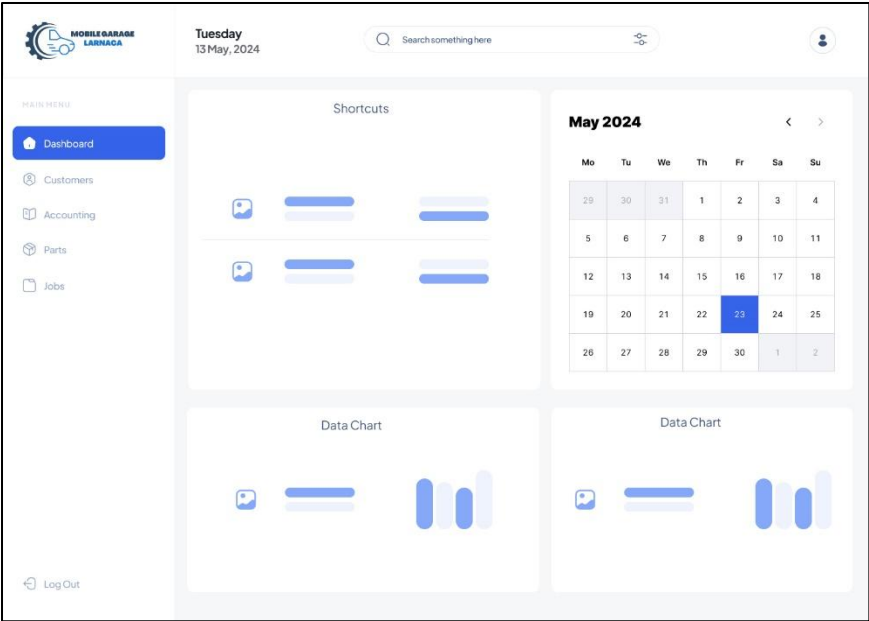 MOBILE GARAGE
LARNACA
Tuesday
13 May, 2024
Search something here
MAIN MENU
Dashboard
Customers
Accounting
Parts
Jobs
Log Out
Shortcuts
May 2024
Mo Tu We Th Fr Sa Su
29 30 31 1 2 3 4
5 6 7 8 9 10 11
12 13 14 15 16 17 18
19 20 21 22 23 24 25
26 27 28 29 30 1 2
Data Chart
Data Chart